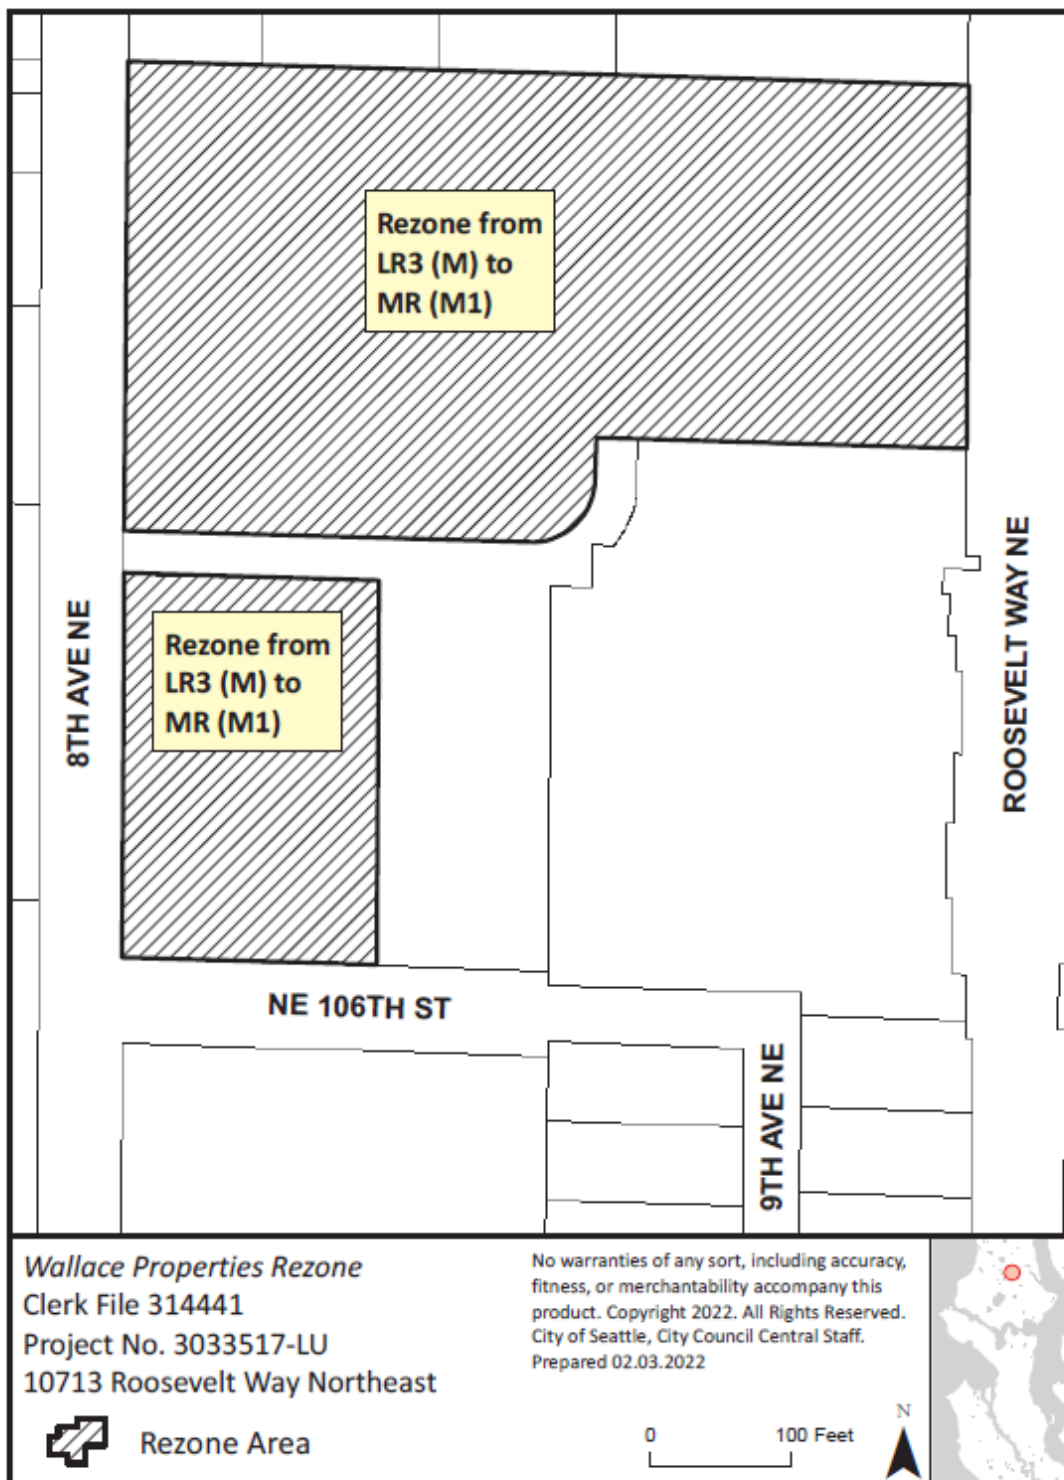 Rezone from
LR3 (M) to
MR (M1)
Rezone from
LR3 (M) to
MR (M1)
8TH AVE NE
ROOSEVELT WAY NE
NE 106TH ST
9TH AVE NE
Wallace Properties Rezone
Clerk File 314441
Project No. 3033517-LU
10713 Roosevelt Way Northeast
Rezone Area
No warranties of any sort, including accuracy,
fitness, or merchantability accompany this
product. Copyright 2022. All Rights Reserved.
City of Seattle, City Council Central Staff.
Prepared 02.03.2022
0 100 Feet
N